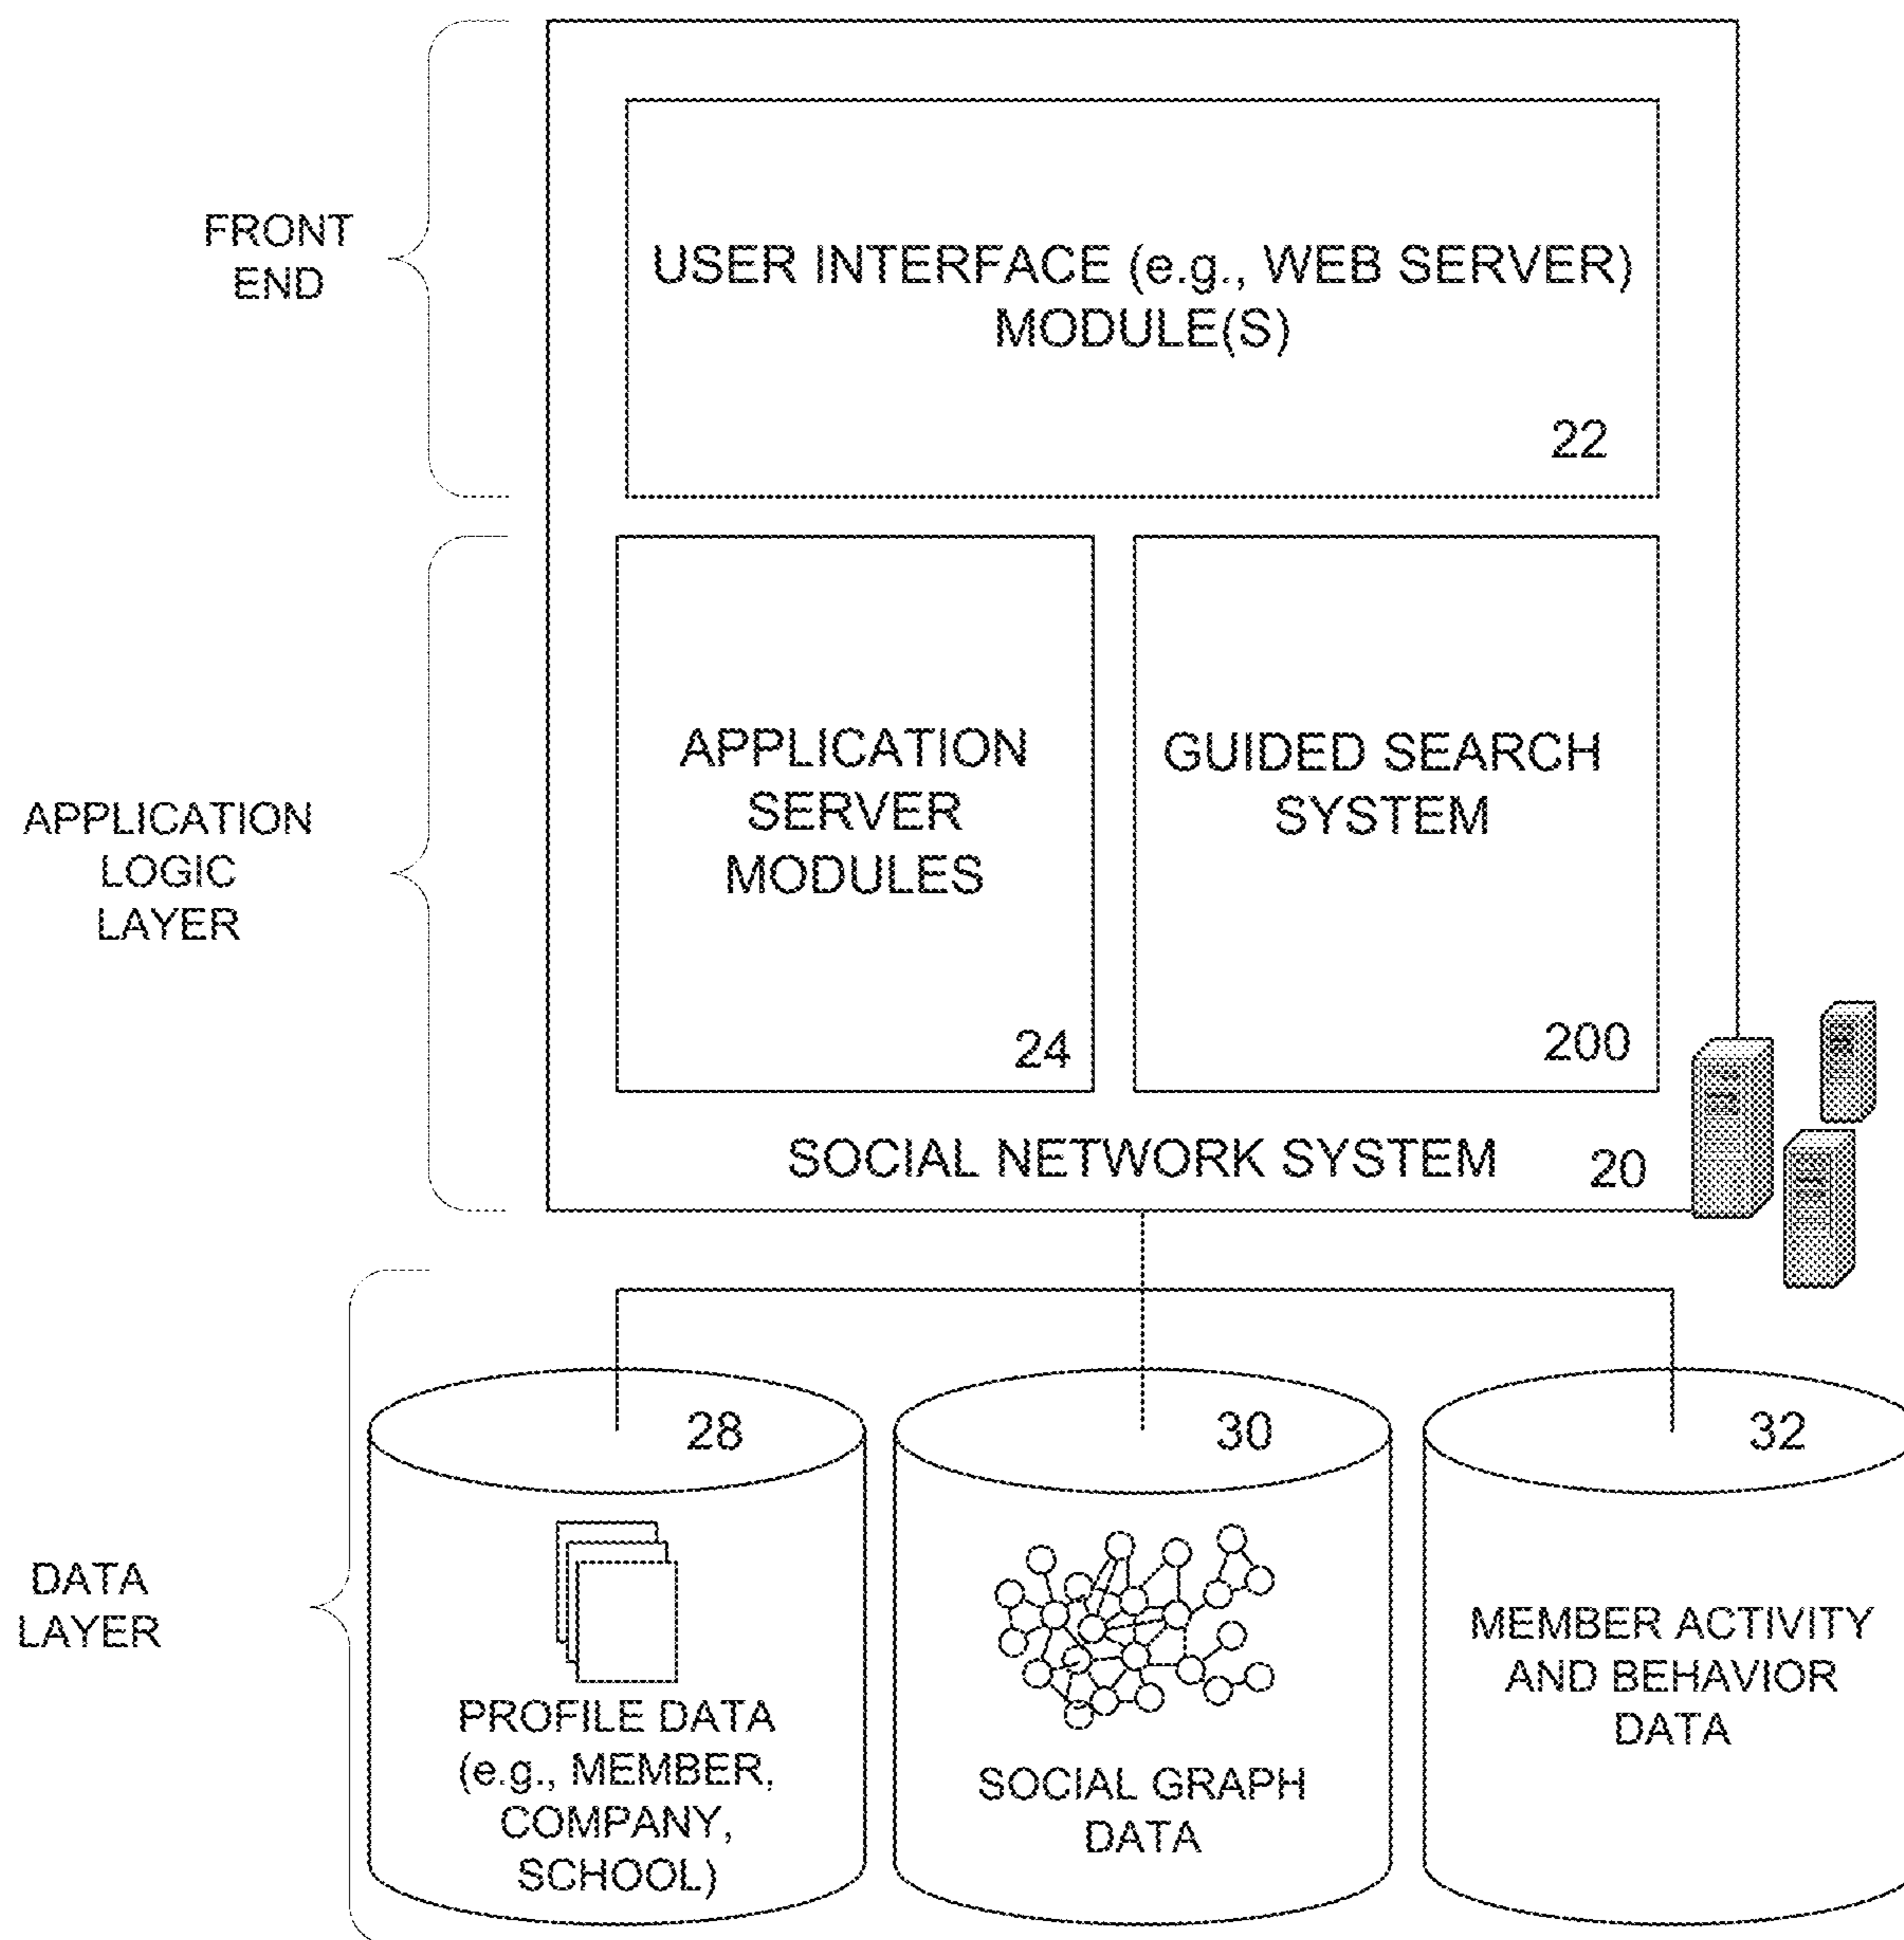 FRONT
END
USER INTERFACE (e.g., WEB SERVER)
MODULE(S)
22
APPLICATION
LOGIC
LAYER
APPLICATION
SERVER
MODULES
24
GUIDED SEARCH
SYSTEM
200
SOCIAL NETWORK SYSTEM
20
DATA
LAYER
28
PROFILE DATA
(e.g., MEMBER,
COMPANY,
SCHOOL)
30
SOCIAL GRAPH
DATA
32
MEMBER ACTIVITY
AND BEHAVIOR
DATA